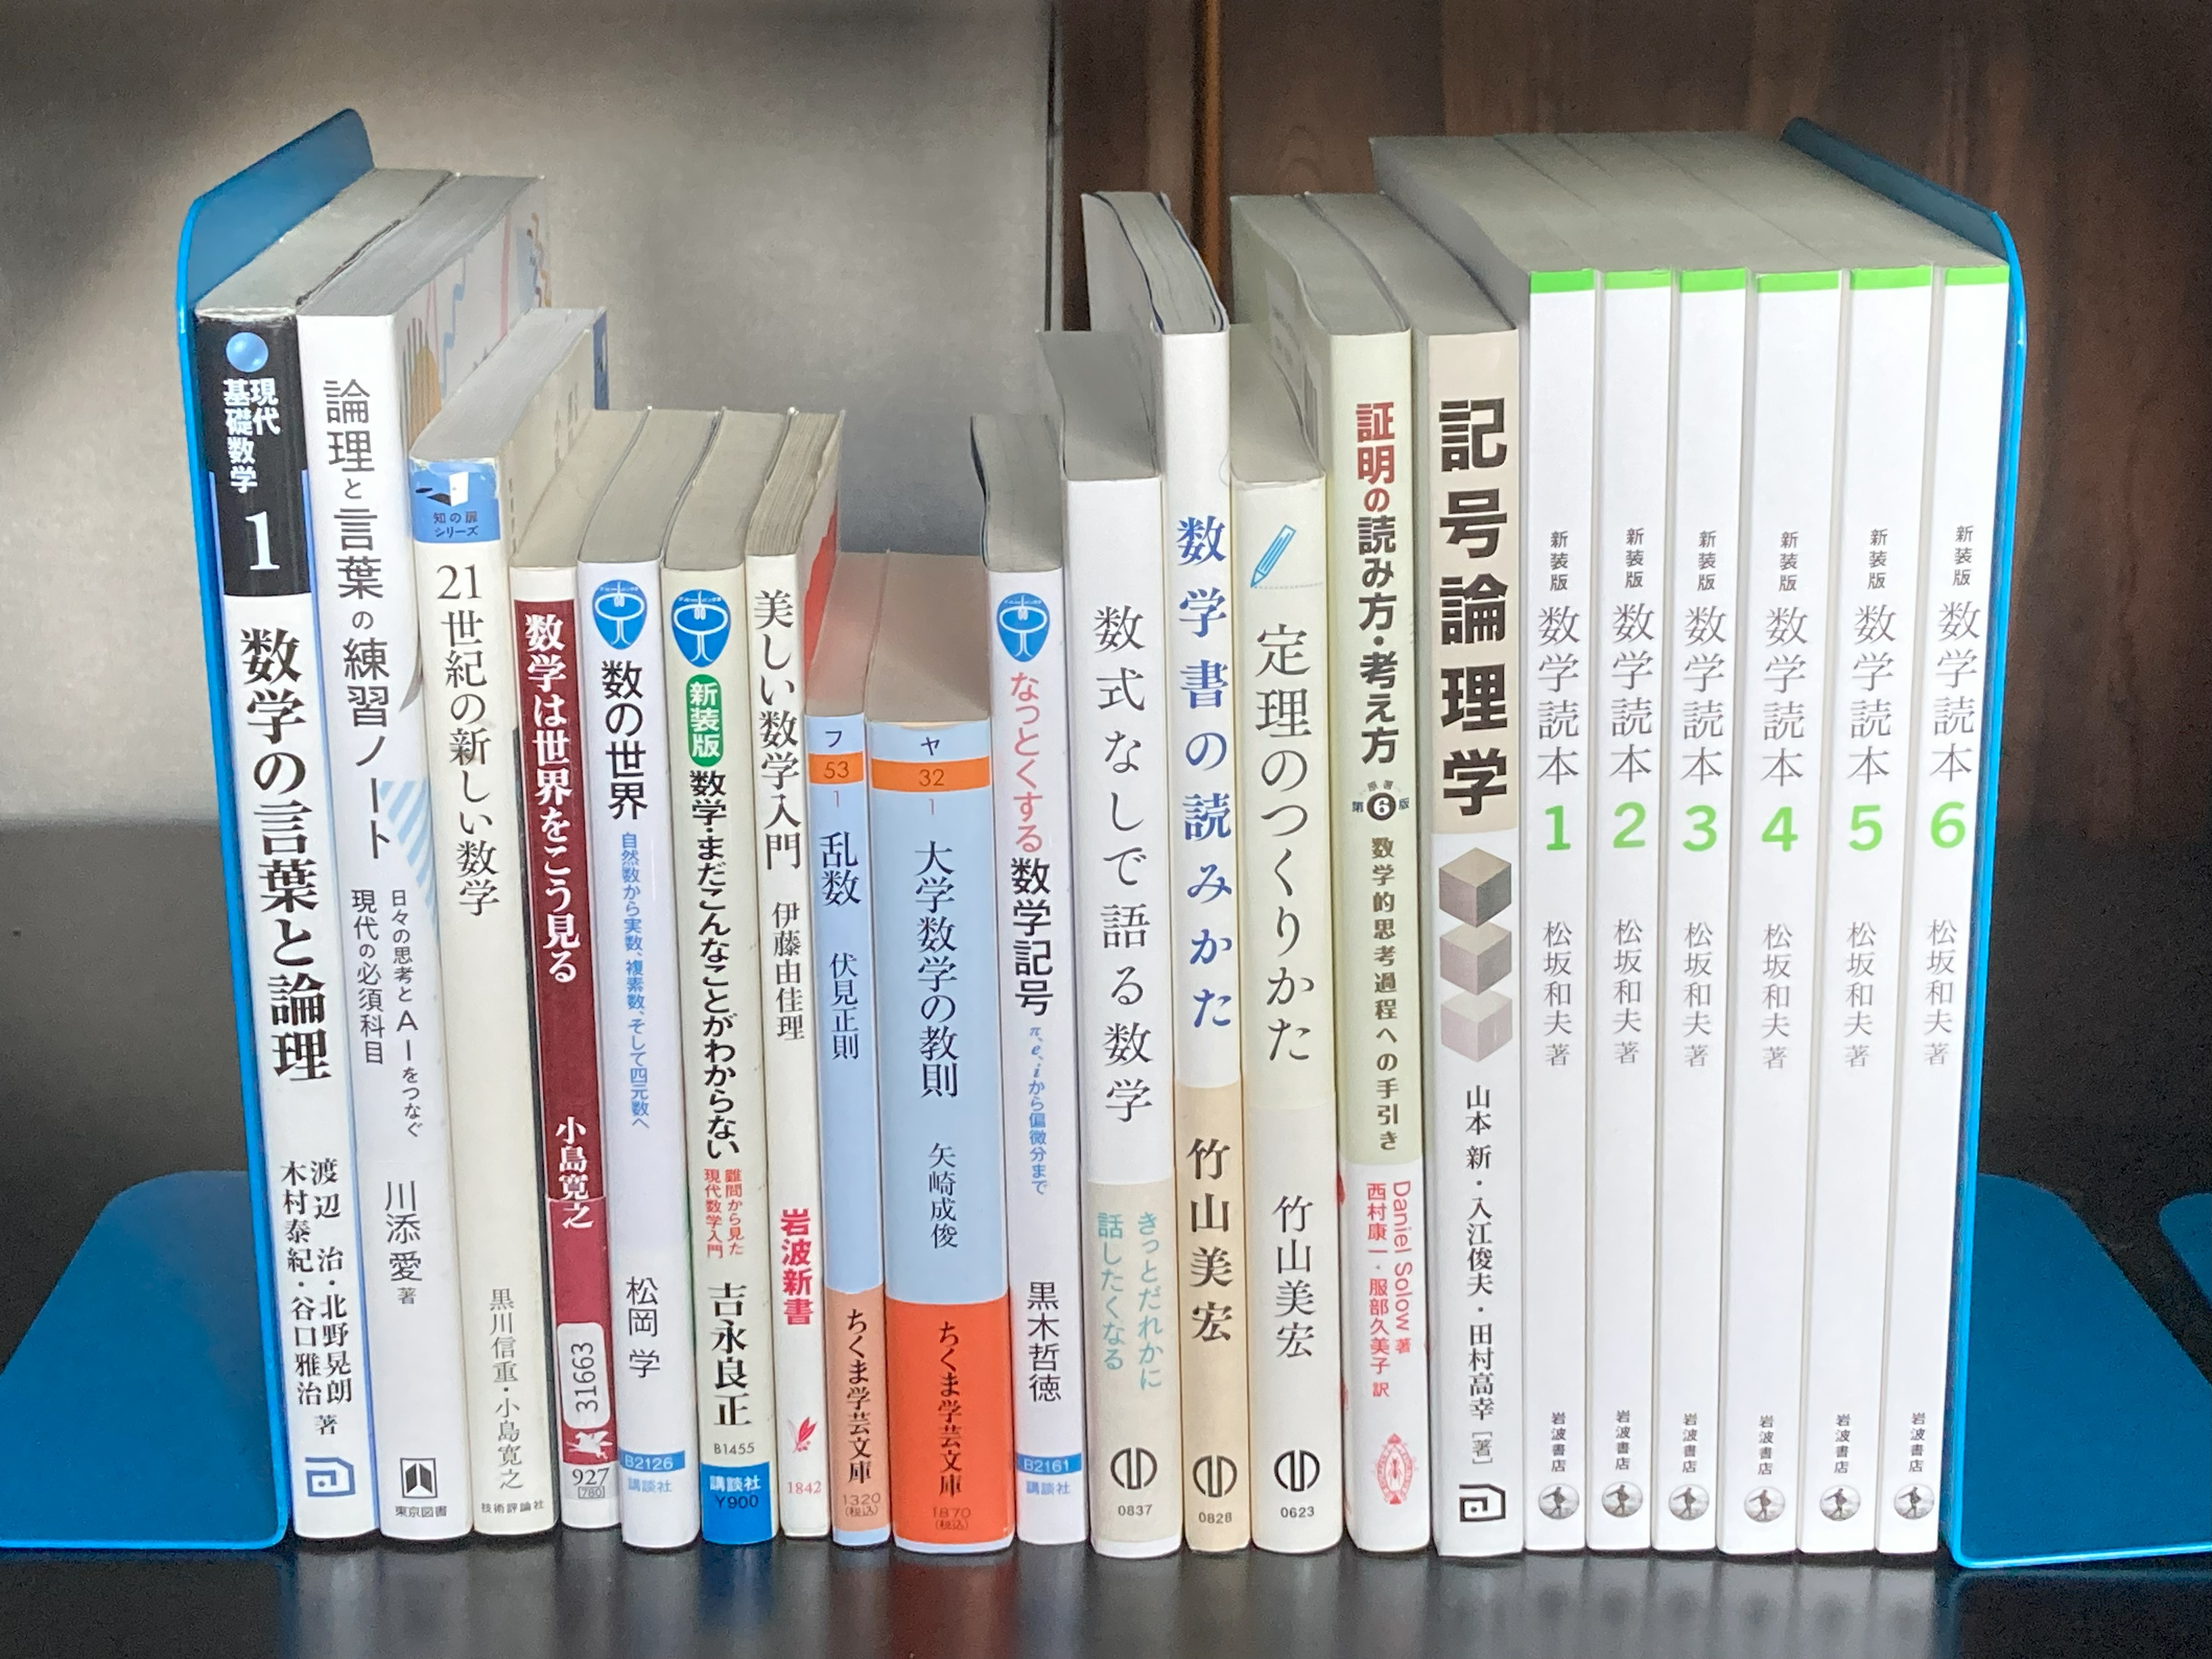 現代
基礎数学
1
数学の言葉と論理
渡辺 治・北野晃朗
木村泰紀・谷口雅治
著
論理と言葉の練習ノート
日々の思考とAIをつなぐ
現代の必須科目
川添 愛 著
東京図書
知の扉
シリーズ
21世紀の新しい数学
黒川信重・小島寛之
技術評論社
数学は世界をこう見る
小島寛之
31663
927
[780]
数の世界
自然数から実数、複素数、そして四元数へ
松岡 学
B2126
講談社
新装版
数学・まだこんなことがわからない
難問から見た
現代数学入門
吉永良正
B1455
講談社
Y900
美しい数学入門
伊藤由佳理
岩波新書
1842
フ
53
1
乱数
伏見正則
ちくま学芸文庫
1320
(税込)
ヤ
32
1
大学数学の教則
矢崎成俊
ちくま学芸文庫
1870
(税込)
なっとくする
数学記号
π、e、iから偏微分まで
黒木哲徳
B2161
講談社
数式なしで語る数学
きっとだれかに
話したくなる
0837
数学書の読みかた
竹山美宏
0828
定理のつくりかた
竹山美宏
0623
証明の読み方・考え方
原書
第6版
数学的思考過程への手引き
Daniel Solow 著
西村康一・服部久美子 訳
記号論理学
山本 新・入江俊夫・田村高幸 [著]
新装版
数学読本
1
松坂和夫 著
岩波書店
新装版
数学読本
2
松坂和夫 著
岩波書店
新装版
数学読本
3
松坂和夫 著
岩波書店
新装版
数学読本
4
松坂和夫 著
岩波書店
新装版
数学読本
5
松坂和夫 著
岩波書店
新装版
数学読本
6
松坂和夫 著
岩波書店